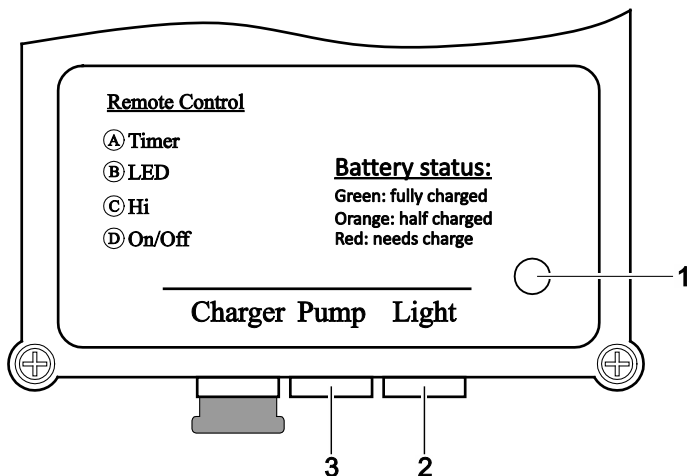 Remote Control
Ⓐ Timer
Ⓑ LED
Ⓒ Hi
Ⓓ On/Off
Battery status:
Green: fully charged
Orange: half charged
Red: needs charge
1
Charger Pump Light
3 2